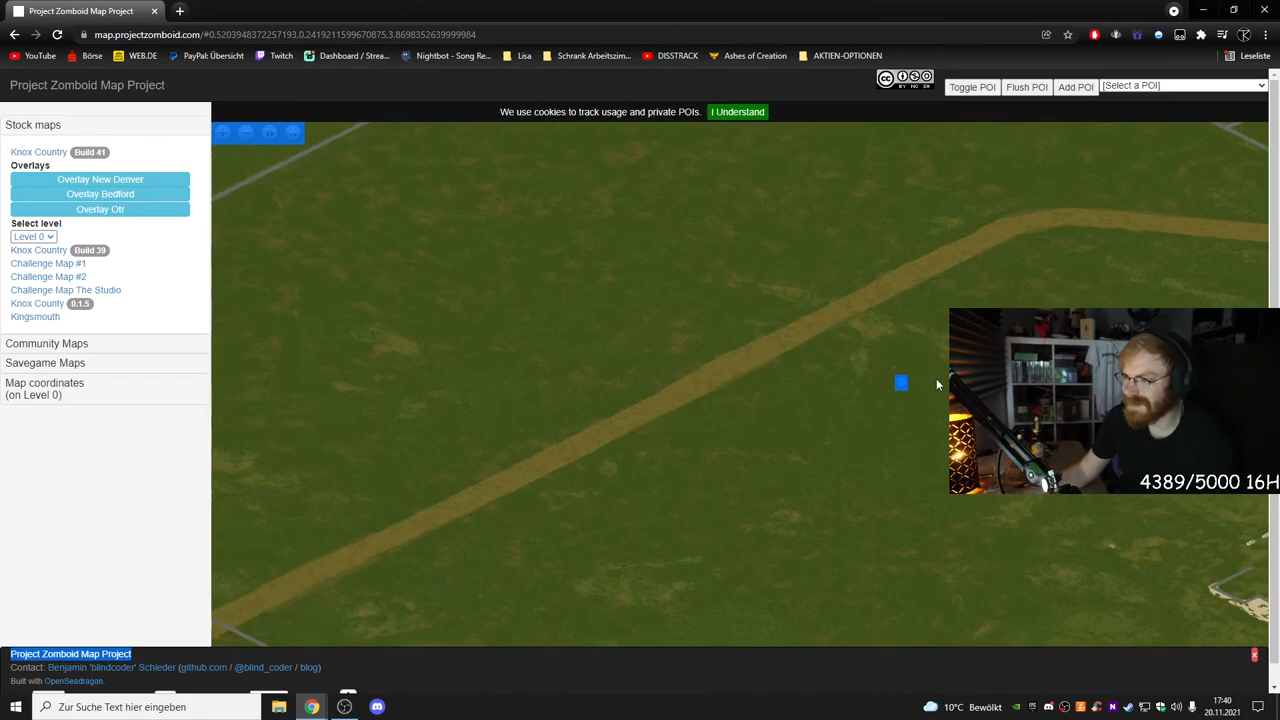 Project Zomboid Map Project
map.projectzomboid.com/#0.5203948372257193,0.2419211599670875,3.8698352639999984
YouTube Börse WEB.DE PayPal: Übersicht Twitch Dashboard / Strea... Nightbot - Song req... Lisa Schrank Arbeitszim... DISSTRACK Ashes of Creation AKTIEN-OPTIONEN Leseliste
Project Zomboid Map Project
Toggle POI Flush POI Add POI [Select a POI]
We use cookies to track usage and private POIs. I Understand
Stock maps
Knox Country Build 41
Overlays
Overlay New Denver
Overlay Bedford
Overlay Otr
Select level
Level 0
Knox Country Build 39
Challenge Map #1
Challenge Map #2
Challenge Map The Studio
Knox County 0.1.5
Kingsmouth
Community Maps
Savegame Maps
Map coordinates
(on Level 0)
4389/5000 16H
Project Zomboid Map Project
Contact: Benjamin 'blindcoder' Schieder (github.com / @blind_coder / blog)
Built with OpenSeadragon.
Zur Suche Text hier eingeben
10°C Bewölkt
17:40
20.11.2021